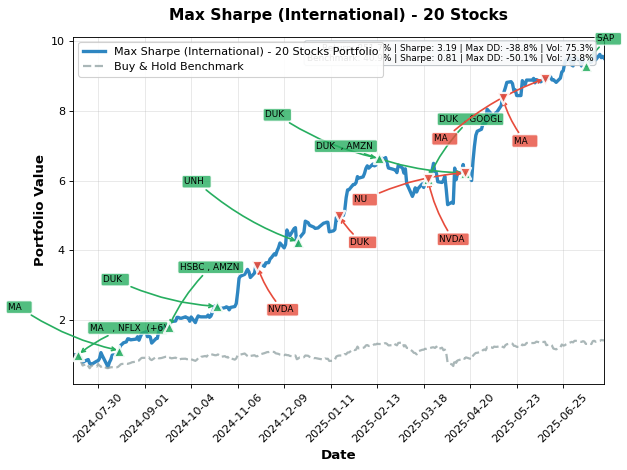 Max Sharpe (International) - 20 Stocks
10
8
6
4
2
Portfolio Value
Max Sharpe (International) - 20 Stocks Portfolio
Buy & Hold Benchmark
% | Sharpe: 3.19 | Max DD: -38.8% | Vol: 75.3%
% | Sharpe: 0.81 | Max DD: -50.1% | Vol: 73.8%
SAP
DUK
DUK , GOOGL
MA
MA
DUK , AMZN
UNH
NU
DUK
NVDA
HSBC , AMZN
DUK
MA
NVDA
MA , NFLX (+6)
2024-07-30
2024-09-01
2024-10-04
2024-11-06
2024-12-09
2025-01-11
2025-02-13
2025-03-18
2025-04-20
2025-05-23
2025-06-25
Date